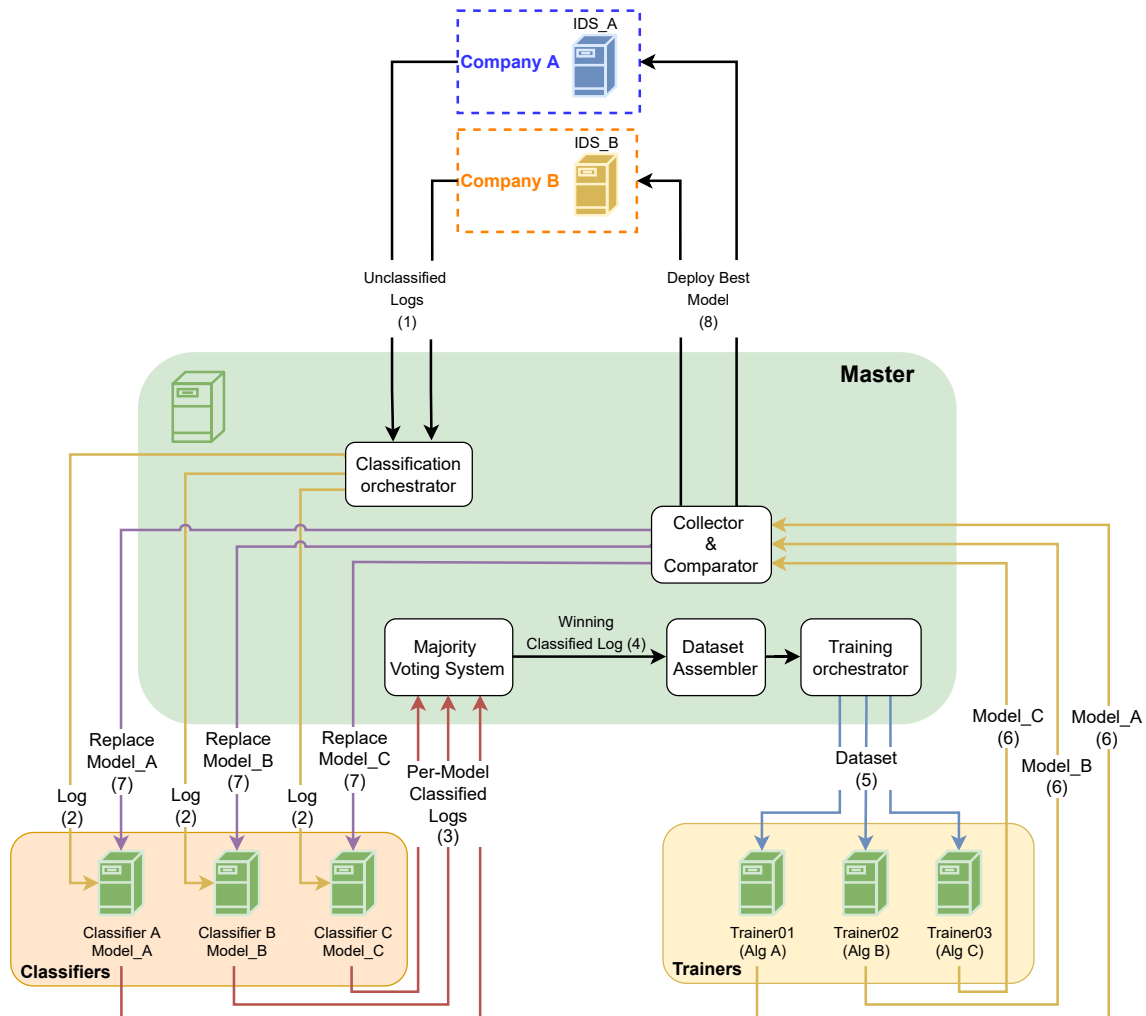 IDS_A
Company A
IDS_B
Company B
Unclassified
Logs
(1)
Deploy Best
Model
(8)
Master
Classification
orchestrator
Collector
&
Comparator
Majority
Voting System
Winning
Classified Log (4)
Dataset
Assembler
Training
orchestrator
Replace
Model_A
(7)
Replace
Model_B
(7)
Replace
Model_C
(7)
Per-Model
Classified
Logs
(3)
Dataset
(5)
Model_C
(6)
Model_B
(6)
Model_A
(6)
Log
(2)
Log
(2)
Log
(2)
Classifier A
Model_A
Classifier B
Model_B
Classifier C
Model_C
Classifiers
Trainer01
(Alg A)
Trainer02
(Alg B)
Trainer03
(Alg C)
Trainers